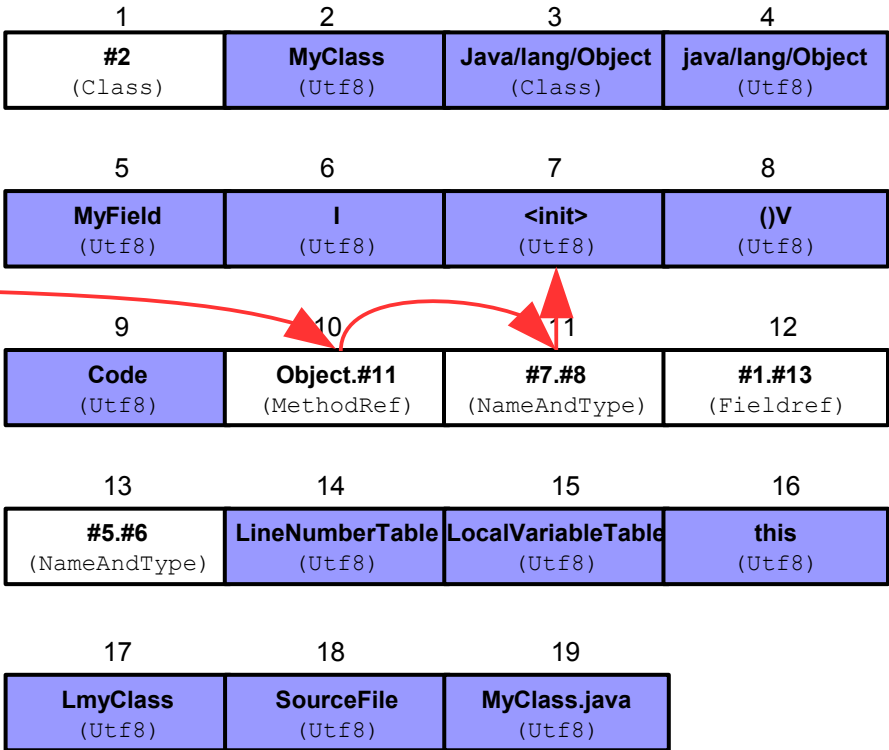 1 2 3 4
#2 MyClass Java/lang/Object java/lang/Object
(Class) (Utf8) (Class) (Utf8)
5 6 7 8
MyField I <init> ()V
(Utf8) (Utf8) (Utf8) (Utf8)
9 10 11 12
Code Object.#11 #7.#8 #1.#13
(Utf8) (MethodRef) (NameAndType) (Fieldref)
13 14 15 16
#5.#6 LineNumberTable LocalVariableTable this
(NameAndType) (Utf8) (Utf8) (Utf8)
17 18 19
LmyClass SourceFile MyClass.java
(Utf8) (Utf8) (Utf8)